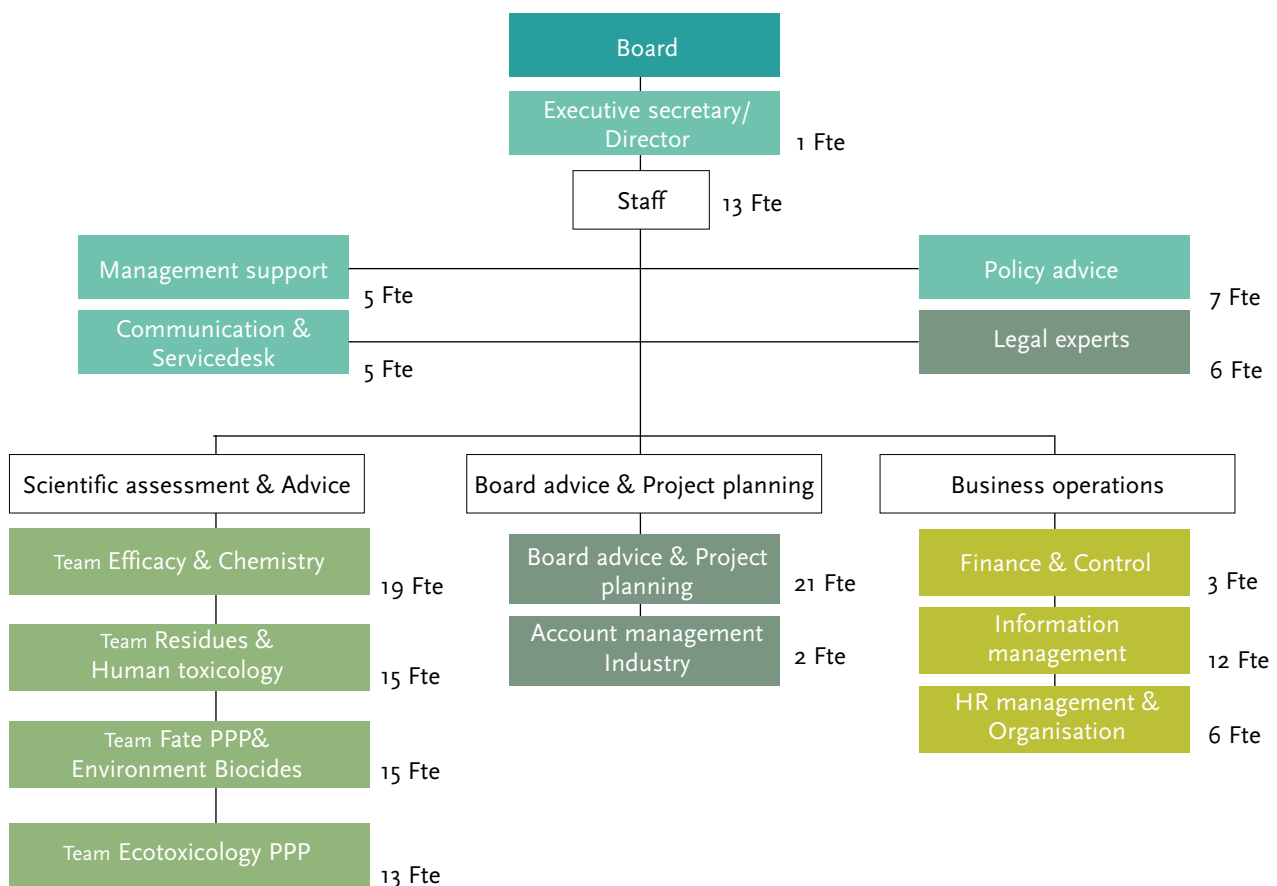 Board
Executive secretary/
Director
1 Fte
Staff
13 Fte
Management support
5 Fte
Policy advice
7 Fte
Communication &
Servicedesk
5 Fte
Legal experts
6 Fte
Scientific assessment & Advice
Board advice & Project planning
Business operations
Team Efficacy & Chemistry
19 Fte
Team Residues &
Human toxicology
15 Fte
Team Fate PPP&
Environment Biocides
15 Fte
Team Ecotoxicology PPP
13 Fte
Board advice & Project
planning
21 Fte
Account management
Industry
2 Fte
Finance & Control
3 Fte
Information
management
12 Fte
HR management &
Organisation
6 Fte